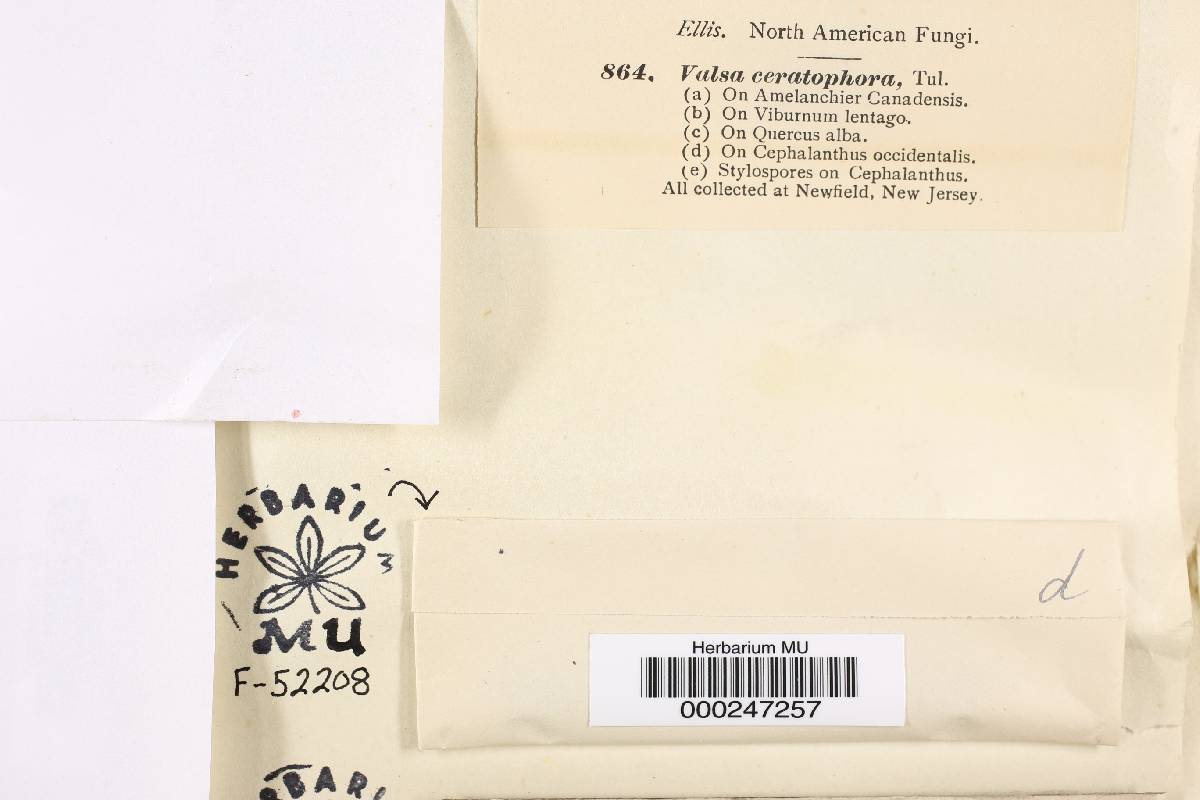 Ellis. North American Fungi.
864. Valsa ceratophora, Tul.
(a) On Amelanchier Canadensis.
(b) On Viburnum lentago.
(c) On Quercus alba.
(d) On Cephalanthus occidentalis.
(e) Stylospores on Cephalanthus.
All collected at Newfield, New Jersey.
HERBARIUM
MU
F-52208
d
Herbarium MU
000247257
RBARI